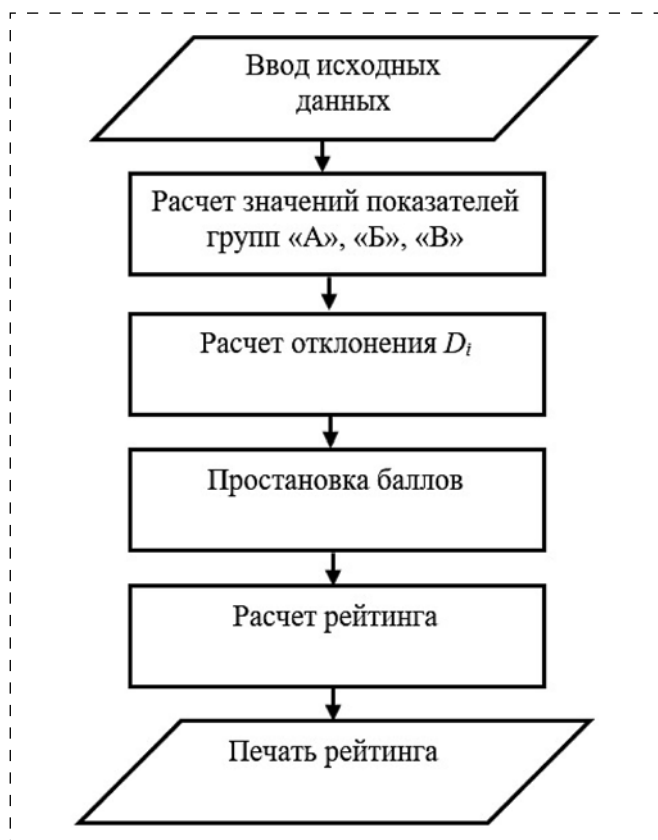 Ввод исходных
данных
Расчет значений показателей
групп «А», «Б», «В»
Расчет отклонения Di
Простановка баллов
Расчет рейтинга
Печать рейтинга